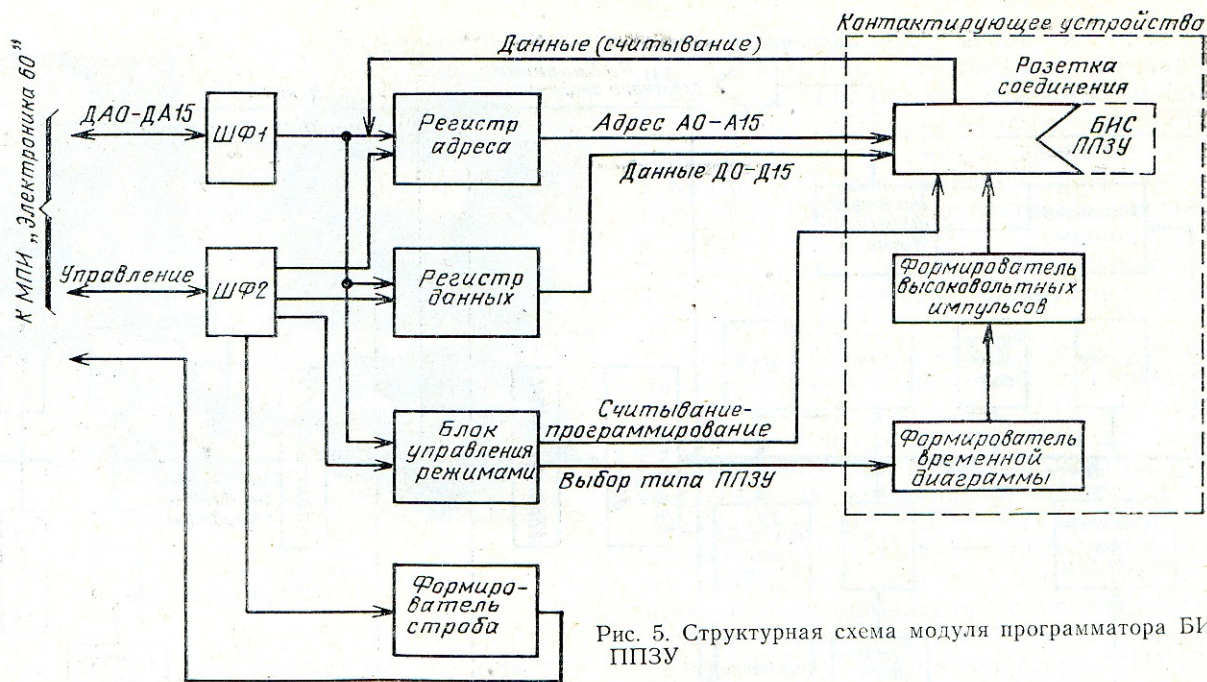 Контактирующее устройство
Данные (считывание)
Розетка
соединения
К МПИ „Электроника 60”
ДА0-ДА15
ШФ1
Регистр
адреса
Адрес А0-А15
БИС
ППЗУ
Данные Д0-Д15
Управление
ШФ2
Регистр
данных
Формирователь
высоковольтных
импульсов
Блок
управления
режимами
Считывание-
программирование
Выбор типа ППЗУ
Формирователь
временной
диаграммы
Формиро-
ватель
строба
Рис. 5. Структурная схема модуля программатора БИ
ППЗУ